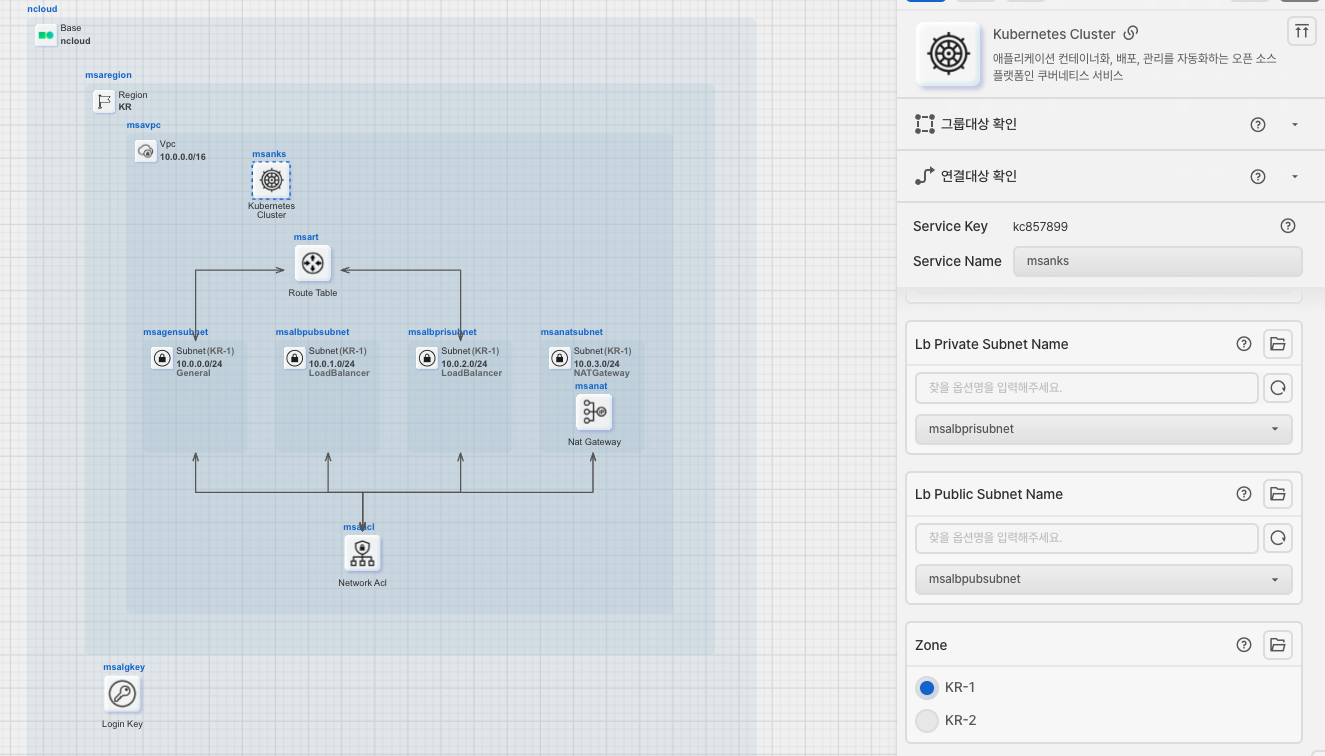 ncloud
Base
ncloud
msaregion
Region
KR
msavpc
Vpc
10.0.0.0/16
msanks
Kubernetes
Cluster
msart
Route Table
msagensubnet
Subnet (KR-1)
10.0.0.0/24
General
msalbpubsubnet
Subnet (KR-1)
10.0.1.0/24
LoadBalancer
msalbprisubnet
Subnet (KR-1)
10.0.2.0/24
LoadBalancer
msanatsubnet
Subnet (KR-1)
10.0.3.0/24
NATGateway
msanat
Nat Gateway
Network Acl
msalgkey
Login Key
Kubernetes Cluster
애플리케이션 컨테이너화, 배포, 관리를 자동화하는 오픈 소스
플랫폼인 쿠버네티스 서비스
그룹대상 확인
연결대상 확인
Service Key kc857899
Service Name msanks
Lb Private Subnet Name
찾을 옵션명을 입력해주세요.
msalbprisubnet
Lb Public Subnet Name
찾을 옵션명을 입력해주세요.
msalbpubsubnet
Zone
KR-1
KR-2